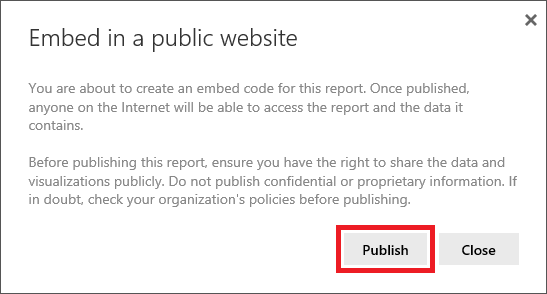 Embed in a public website
You are about to create an embed code for this report. Once published,
anyone on the Internet will be able to access the report and the data it
contains.
Before publishing this report, ensure you have the right to share the data and
visualizations publicly. Do not publish confidential or proprietary information. If
in doubt, check your organization's policies before publishing.
Publish
Close